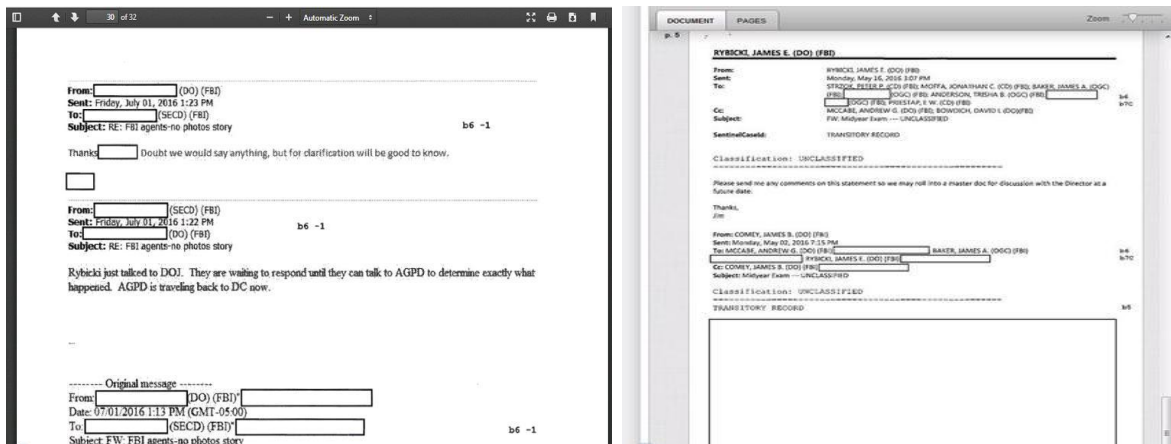 30 of 32
Automatic Zoom
From: (DO) (FBI)
Sent: Friday, July 01, 2016 1:23 PM
To: (SECD) (FBI)
Subject: RE: FBI agents-no photos story
b6 -1
Thanks Doubt we would say anything, but for clarification will be good to know.
From: (SECD) (FBI)
Sent: Friday, July 01, 2016 1:22 PM
To: (DO) (FBI)
Subject: RE: FBI agents-no photos story
b6 -1
Rybicki just talked to DOJ. They are waiting to respond until they can talk to AGPD to determine exactly what
happened. AGPD is traveling back to DC now.
-------- Original message --------
From: (DO) (FBI)"
Date: 07/01/2016 1:13 PM (GMT-05:00)
To: (SECD) (FBI)"
b6 -1
Subject: FW: FBI agents-no photos story
DOCUMENT PAGES
Zoom
p. 5
RYBICKI, JAMES E. (DO) (FBI)
From: RYBICKI, JAMES E. (DO) (FBI)
Sent: Monday, May 16, 2016 3:07 PM
To: STRZOK, PETER P. (CD) (FBI); MOFFA, JONATHAN C. (CD) (FBI); BAKER, JAMES A. (OGC)
(FBI); (OGC) (FBI); ANDERSON, TRISHA B. (OGC) (FBI);
(OGC) (FBI); PRIESTAP, E W. (CD) (FBI)
b6
b7C
Cc: MCCABE, ANDREW G. (DO) (FBI); BOWDICH, DAVID L. (DO)(FBI)
Subject: FW: Midyear Exam --- UNCLASSIFIED
SentinelCaseId: TRANSITORY RECORD
Classification: UNCLASSIFIED
Please send me any comments on this statement so we may roll into a master doc for discussion with the Director at a
future date.
Thanks,
Jim
From: COMEY, JAMES B. (DO) (FBI)
Sent: Monday, May 02, 2016 7:15 PM
To: MCCABE, ANDREW G. (DO) (FBI) BAKER, JAMES A. (OGC) (FBI)
RYBICKI, JAMES E. (DO) (FBI)
b6
b7C
Cc: COMEY, JAMES B. (DO) (FBI)
Subject: Midyear Exam --- UNCLASSIFIED
Classification: UNCLASSIFIED
TRANSITORY RECORD
b5